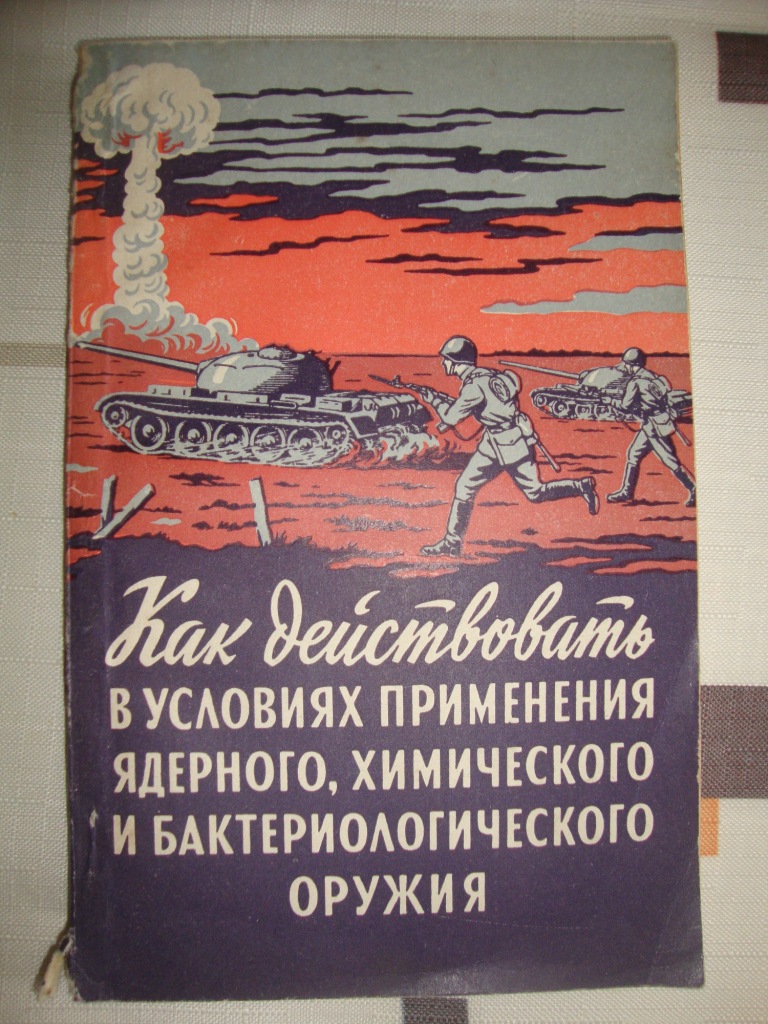 Как действовать
В УСЛОВИЯХ ПРИМЕНЕНИЯ
ЯДЕРНОГО, ХИМИЧЕСКОГО
И БАКТЕРИОЛОГИЧЕСКОГО
ОРУЖИЯ